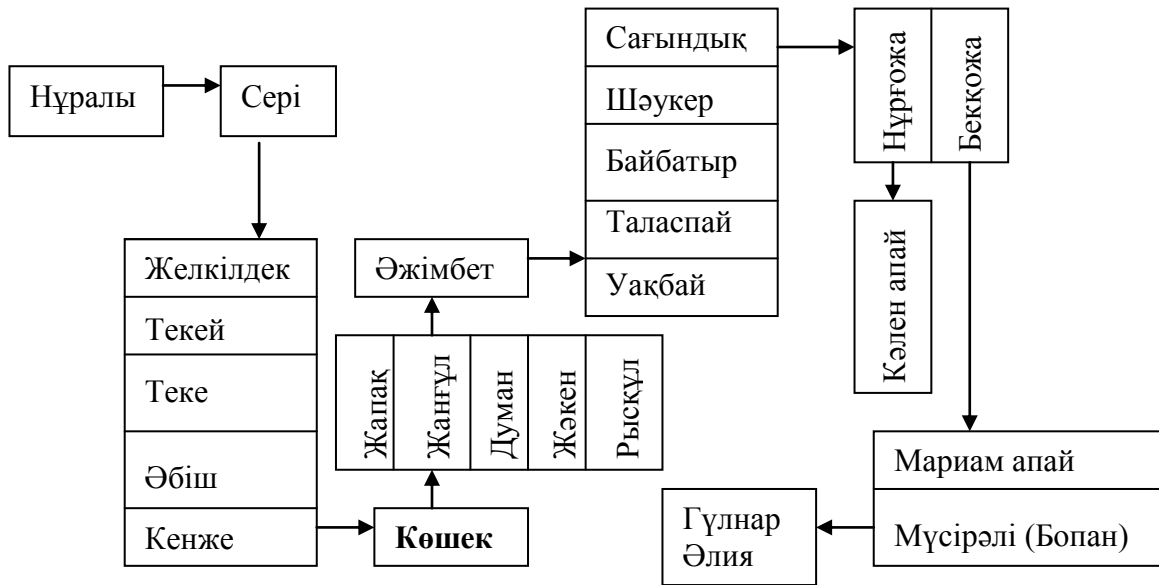 Нұралы
Сері
Желкілдек
Текей
Теке
Әбіш
Кенже
Көшек
Жапақ
Жанғұл
Думан
Жәкен
Рысқұл
Әжімбет
Сағындық
Шәукер
Байбатыр
Таласпай
Уақбай
Нұрғожа
Бекқожа
Кәлен апай
Мариам апай
Мүсірәлі (Бопан)
Гүлнар
Әлия